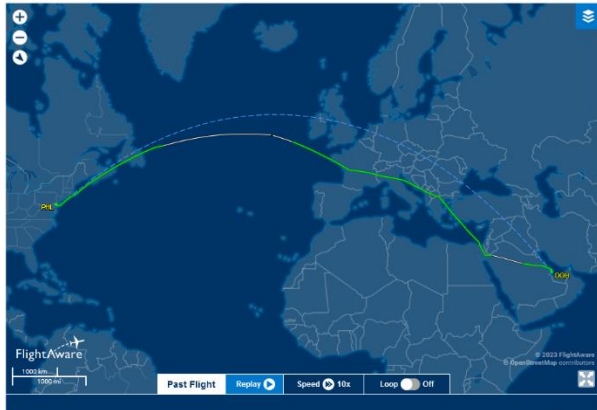 PHL
DOH
FlightAware
1000 km
1000 mi
© 2023 FlightAware
© OpenStreetMap contributors
Past Flight Replay Speed 10x Loop Off